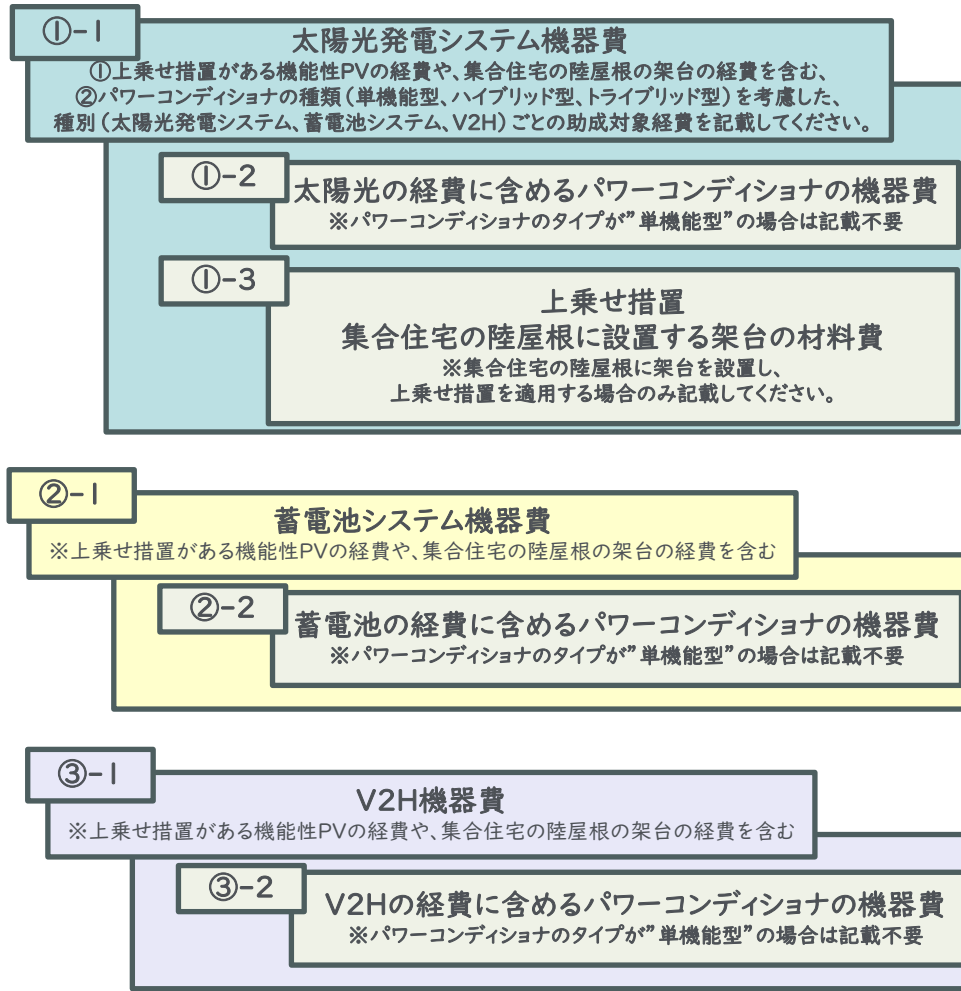 ①-1
太陽光発電システム機器費
①上乗せ措置がある機能性PVの経費や、集合住宅の陸屋根の架台の経費を含む、
②パワーコンディショナの種類(単機能型、ハイブリッド型、トライブリッド型)を考慮した、
種別(太陽光発電システム、蓄電池システム、V2H)ごとの助成対象経費を記載してください。
①-2
太陽光の経費に含めるパワーコンディショナの機器費
※パワーコンディショナのタイプが"単機能型"の場合は記載不要
①-3
上乗せ措置
集合住宅の陸屋根に設置する架台の材料費
※集合住宅の陸屋根に架台を設置し、
上乗せ措置を適用する場合のみ記載してください。
②-1
蓄電池システム機器費
※上乗せ措置がある機能性PVの経費や、集合住宅の陸屋根の架台の経費を含む
②-2
蓄電池の経費に含めるパワーコンディショナの機器費
※パワーコンディショナのタイプが"単機能型"の場合は記載不要
③-1
V2H機器費
※上乗せ措置がある機能性PVの経費や、集合住宅の陸屋根の架台の経費を含む
③-2
V2Hの経費に含めるパワーコンディショナの機器費
※パワーコンディショナのタイプが"単機能型"の場合は記載不要